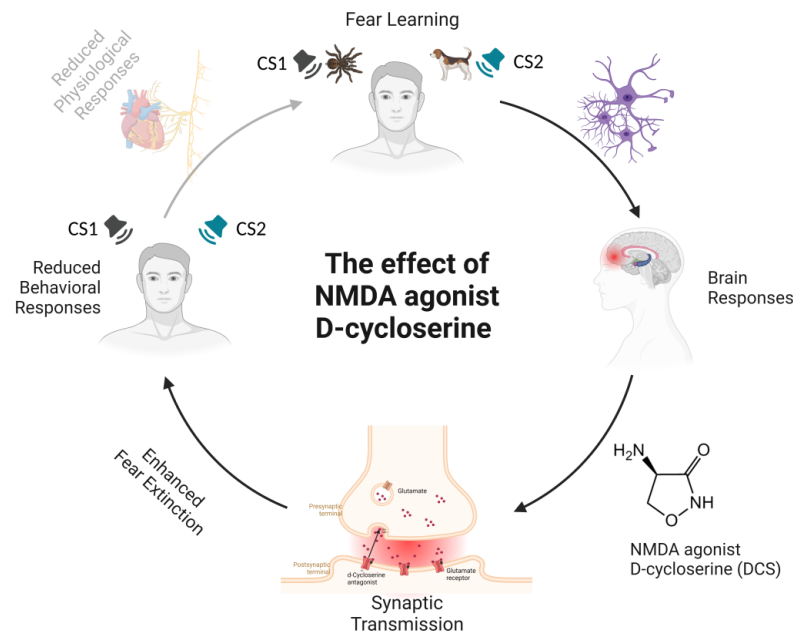 Fear Learning
CS1
CS2
Reduced
Physiological
Responses
CS1
CS2
Reduced
Behavioral
Responses
The effect of
NMDA agonist
D-cycloserine
Brain
Responses
Enhanced
Fear Extinction
Glutamate
Presynaptic
terminal
Postsynaptic
terminal
d-Cycloserine
antagonist
Glutamate
receptor
Synaptic
Transmission
H₂N
O
NH
O
NMDA agonist
D-cycloserine (DCS)